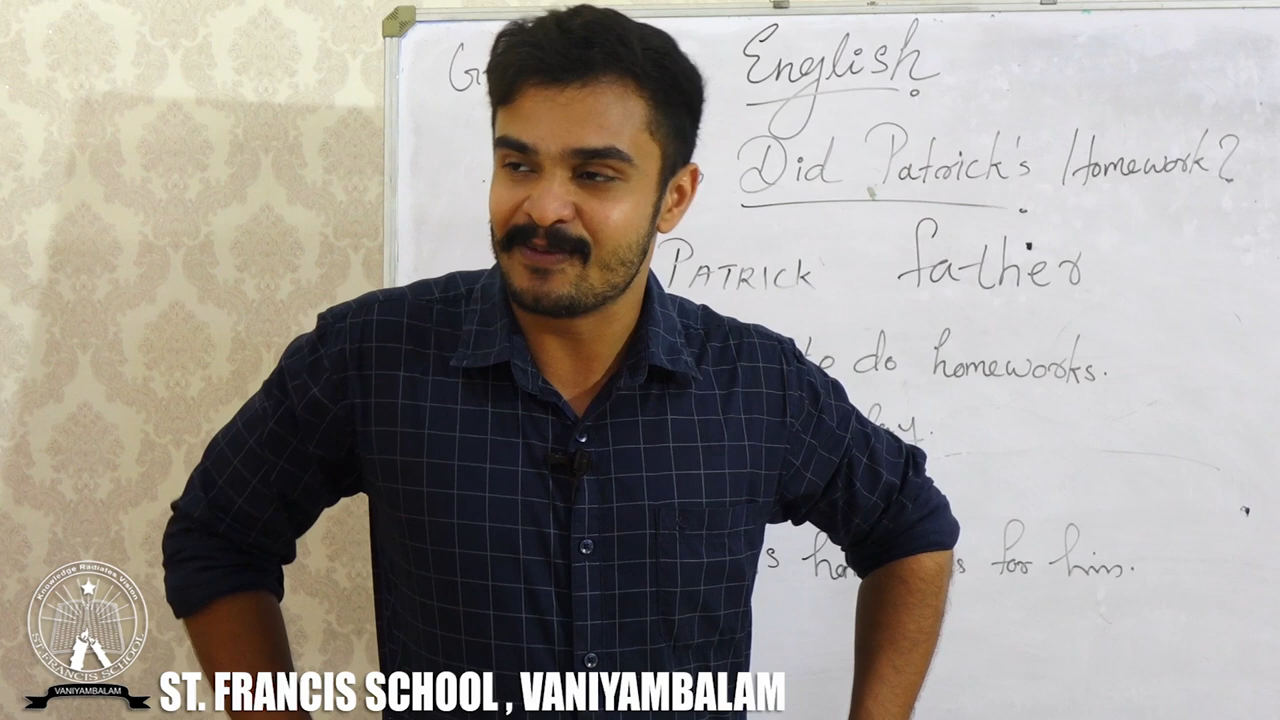 English
Did Patrick's Homework?
PATRICK father
to do homeworks.
for him.
Knowledge Radiates Vision
ST. FRANCIS SCHOOL
VANIYAMBALAM
ST. FRANCIS SCHOOL , VANIYAMBALAM